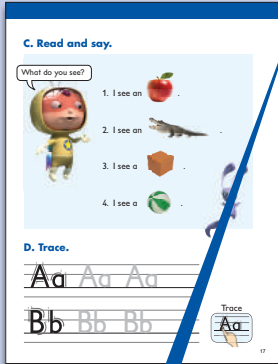 C. Read and say.
What do you see?
1. I see an .
2. I see an .
3. I see a .
4. I see a .
D. Trace.
Aa Aa Aa
Bb Bb Bb
Trace
Aa
17